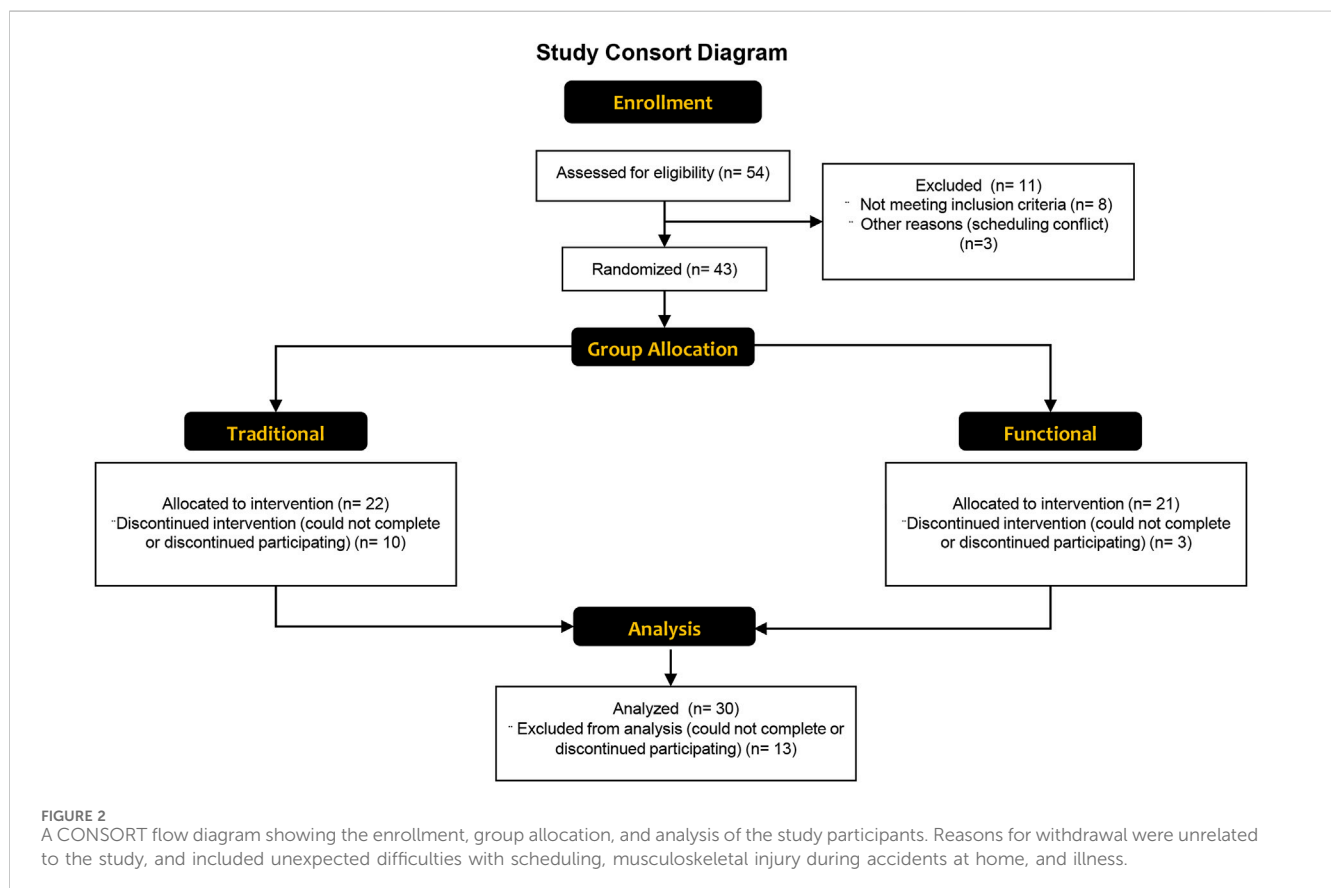 Study Consort Diagram
Enrollment
Assessed for eligibility (n= 54)
Excluded (n= 11)
¨ Not meeting inclusion criteria (n= 8)
¨ Other reasons (scheduling conflict)
(n=3)
Randomized (n= 43)
Group Allocation
Traditional
Functional
Allocated to intervention (n= 22)
¨Discontinued intervention (could not complete
or discontinued participating) (n= 10)
Allocated to intervention (n= 21)
¨Discontinued intervention (could not complete
or discontinued participating) (n= 3)
Analysis
Analyzed (n= 30)
¨ Excluded from analysis (could not complete or
discontinued participating) (n= 13)
FIGURE 2
A CONSORT flow diagram showing the enrollment, group allocation, and analysis of the study participants. Reasons for withdrawal were unrelated
to the study, and included unexpected difficulties with scheduling, musculoskeletal injury during accidents at home, and illness.